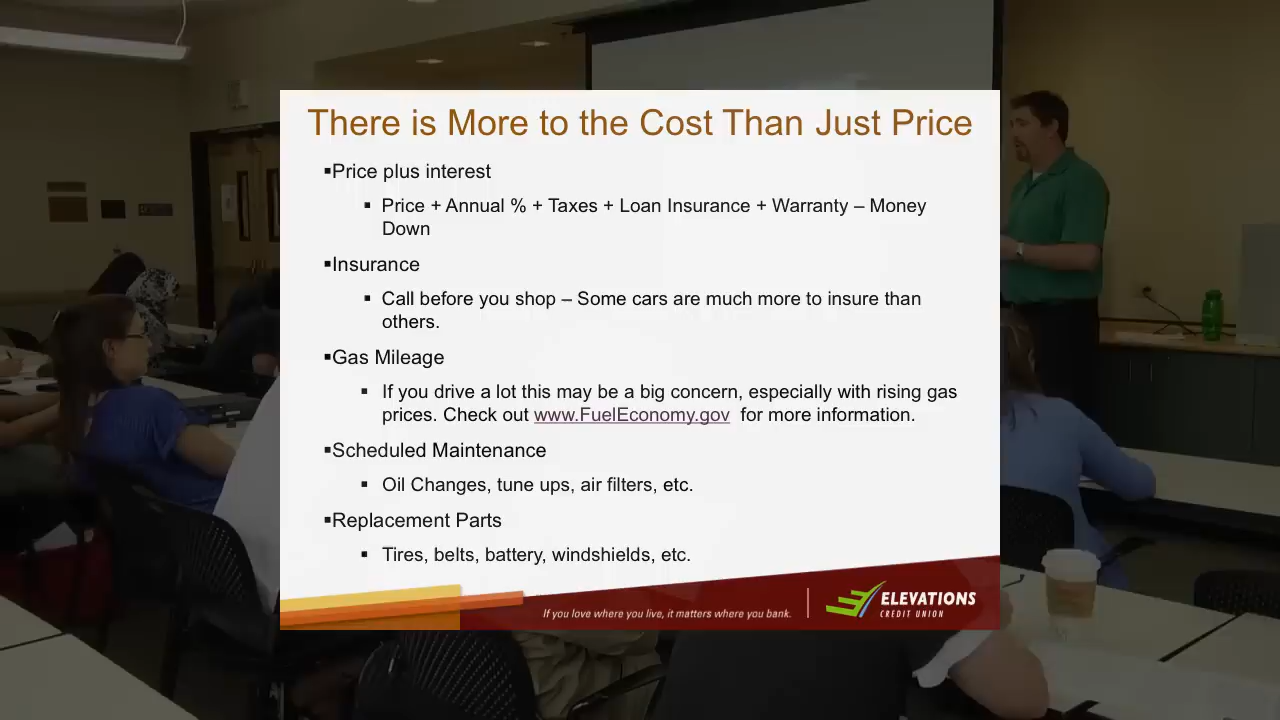 There is More to the Cost Than Just Price
▪Price plus interest
▪ Price + Annual % + Taxes + Loan Insurance + Warranty – Money
Down
▪Insurance
▪ Call before you shop – Some cars are much more to insure than
others.
▪Gas Mileage
▪ If you drive a lot this may be a big concern, especially with rising gas
prices. Check out www.FuelEconomy.gov for more information.
▪Scheduled Maintenance
▪ Oil Changes, tune ups, air filters, etc.
▪Replacement Parts
▪ Tires, belts, battery, windshields, etc.
If you love where you live, it matters where you bank.
ELEVATIONS
CREDIT UNION